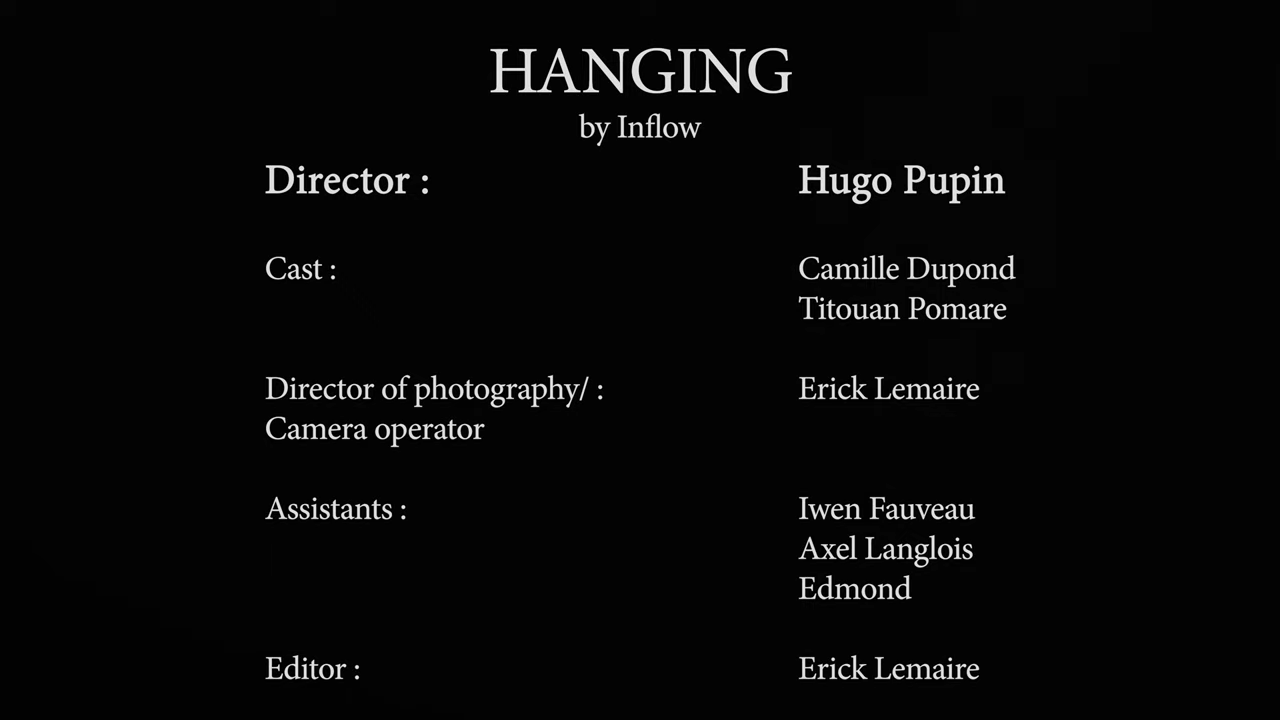 HANGING
by Inflow
Director : Hugo Pupin
Cast : Camille Dupond
Titouan Pomare
Director of photography/ : Erick Lemaire
Camera operator
Assistants : Iwen Fauveau
Axel Langlois
Edmond
Editor : Erick Lemaire